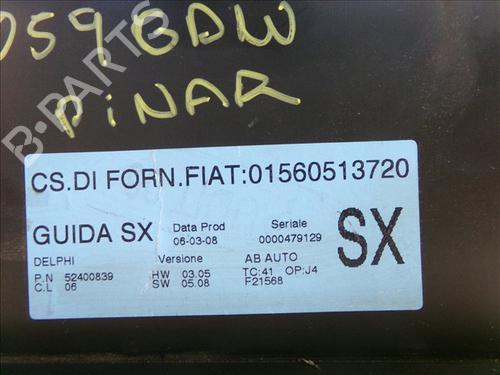 059GDW
PiNAR
B-PARTS
CS.DI FORN.FIAT:01560513720
GUIDA SX Data Prod 06-03-08 Seriale 0000479129 SX
DELPHI Versione AB AUTO
P.N 52400839 HW 03.05 TC:41 OP:J4
C.L 06 SW 05.08 F21568